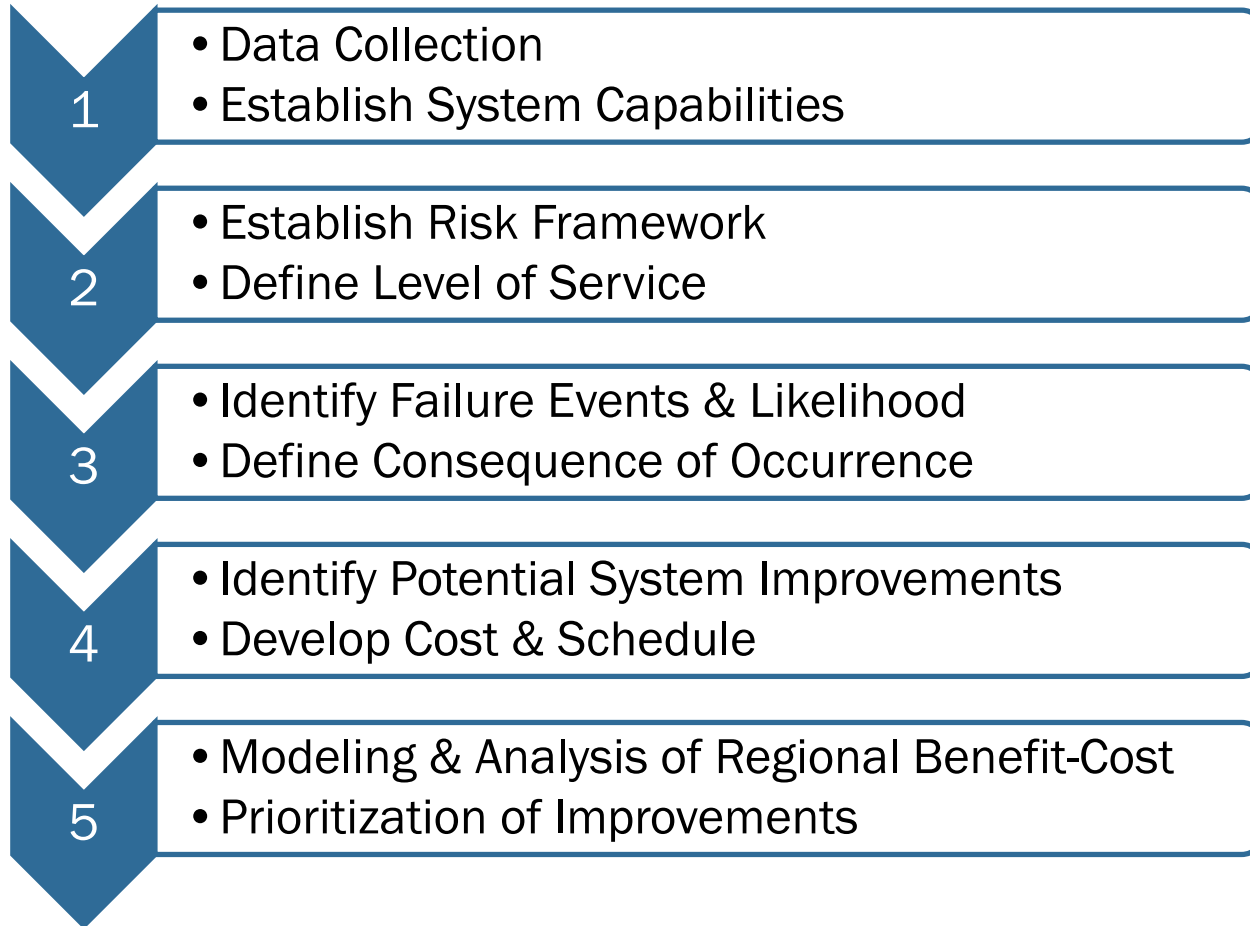 1
• Data Collection
• Establish System Capabilities
2
• Establish Risk Framework
• Define Level of Service
3
• Identify Failure Events & Likelihood
• Define Consequence of Occurrence
4
• Identify Potential System Improvements
• Develop Cost & Schedule
5
• Modeling & Analysis of Regional Benefit-Cost
• Prioritization of Improvements